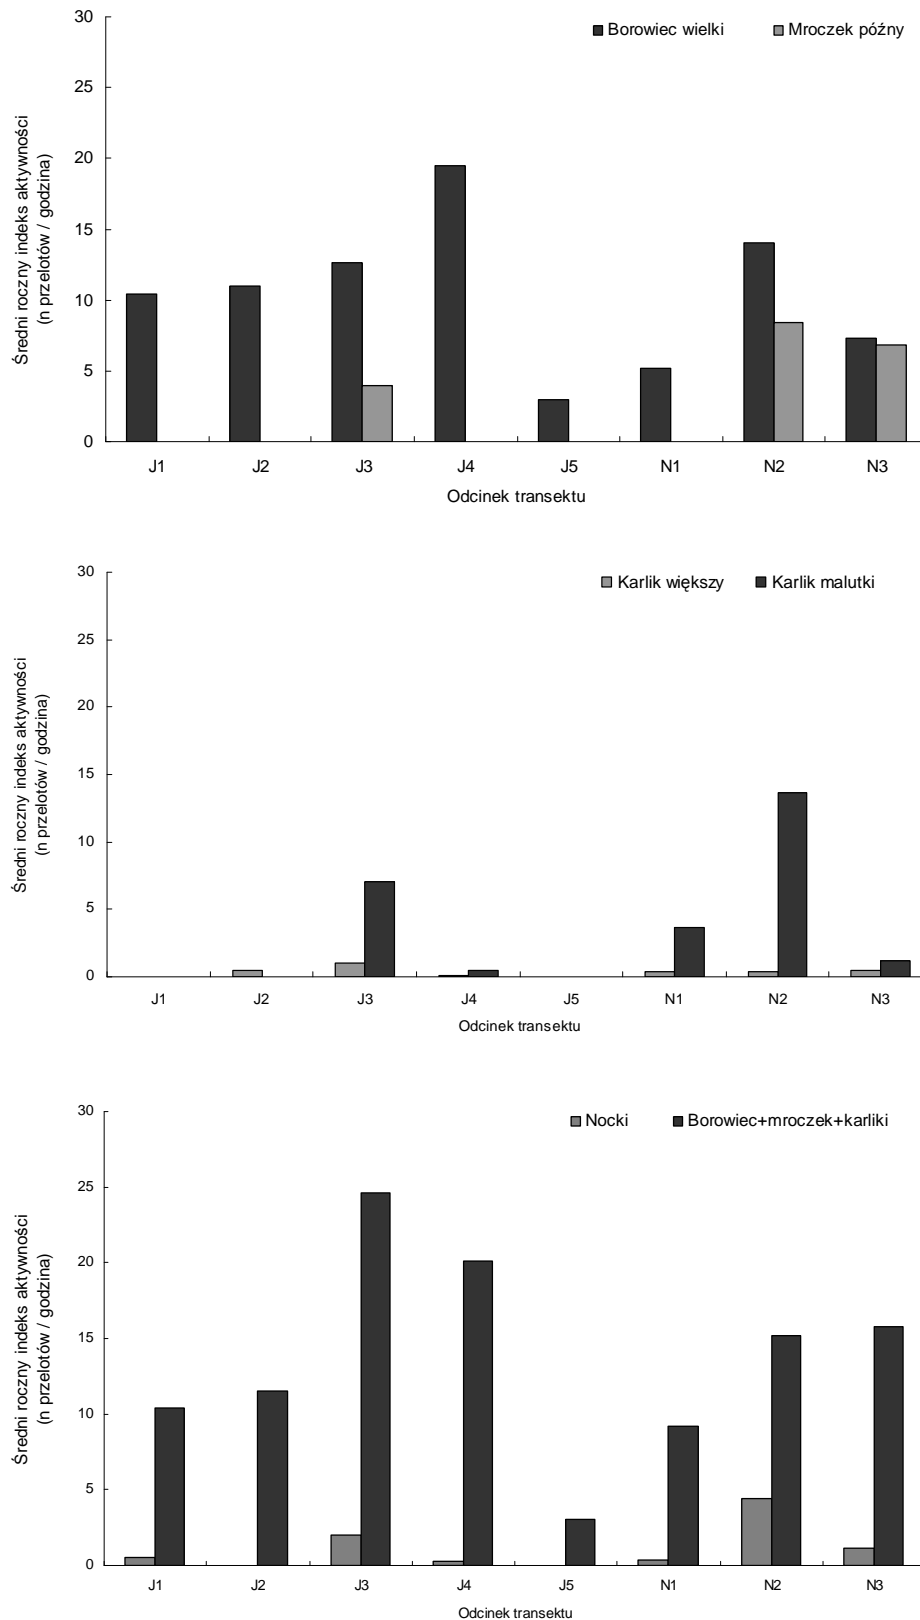 Borowiec wielki Mroczek późny
Średni roczny indeks aktywności
(n przelotów / godzina)
30
25
20
15
10
5
0
J1 J2 J3 J4 J5 N1 N2 N3
Odcinek transektu
Karlik większy Karlik malutki
Średni roczny indeks aktywności
(n przelotów / godzina)
30
25
20
15
10
5
0
J1 J2 J3 J4 J5 N1 N2 N3
Odcinek transektu
Nocki Borowiec+mroczek+karliki
Średni roczny indeks aktywności
(n przelotów / godzina)
30
25
20
15
10
5
0
J1 J2 J3 J4 J5 N1 N2 N3
Odcinek transektu